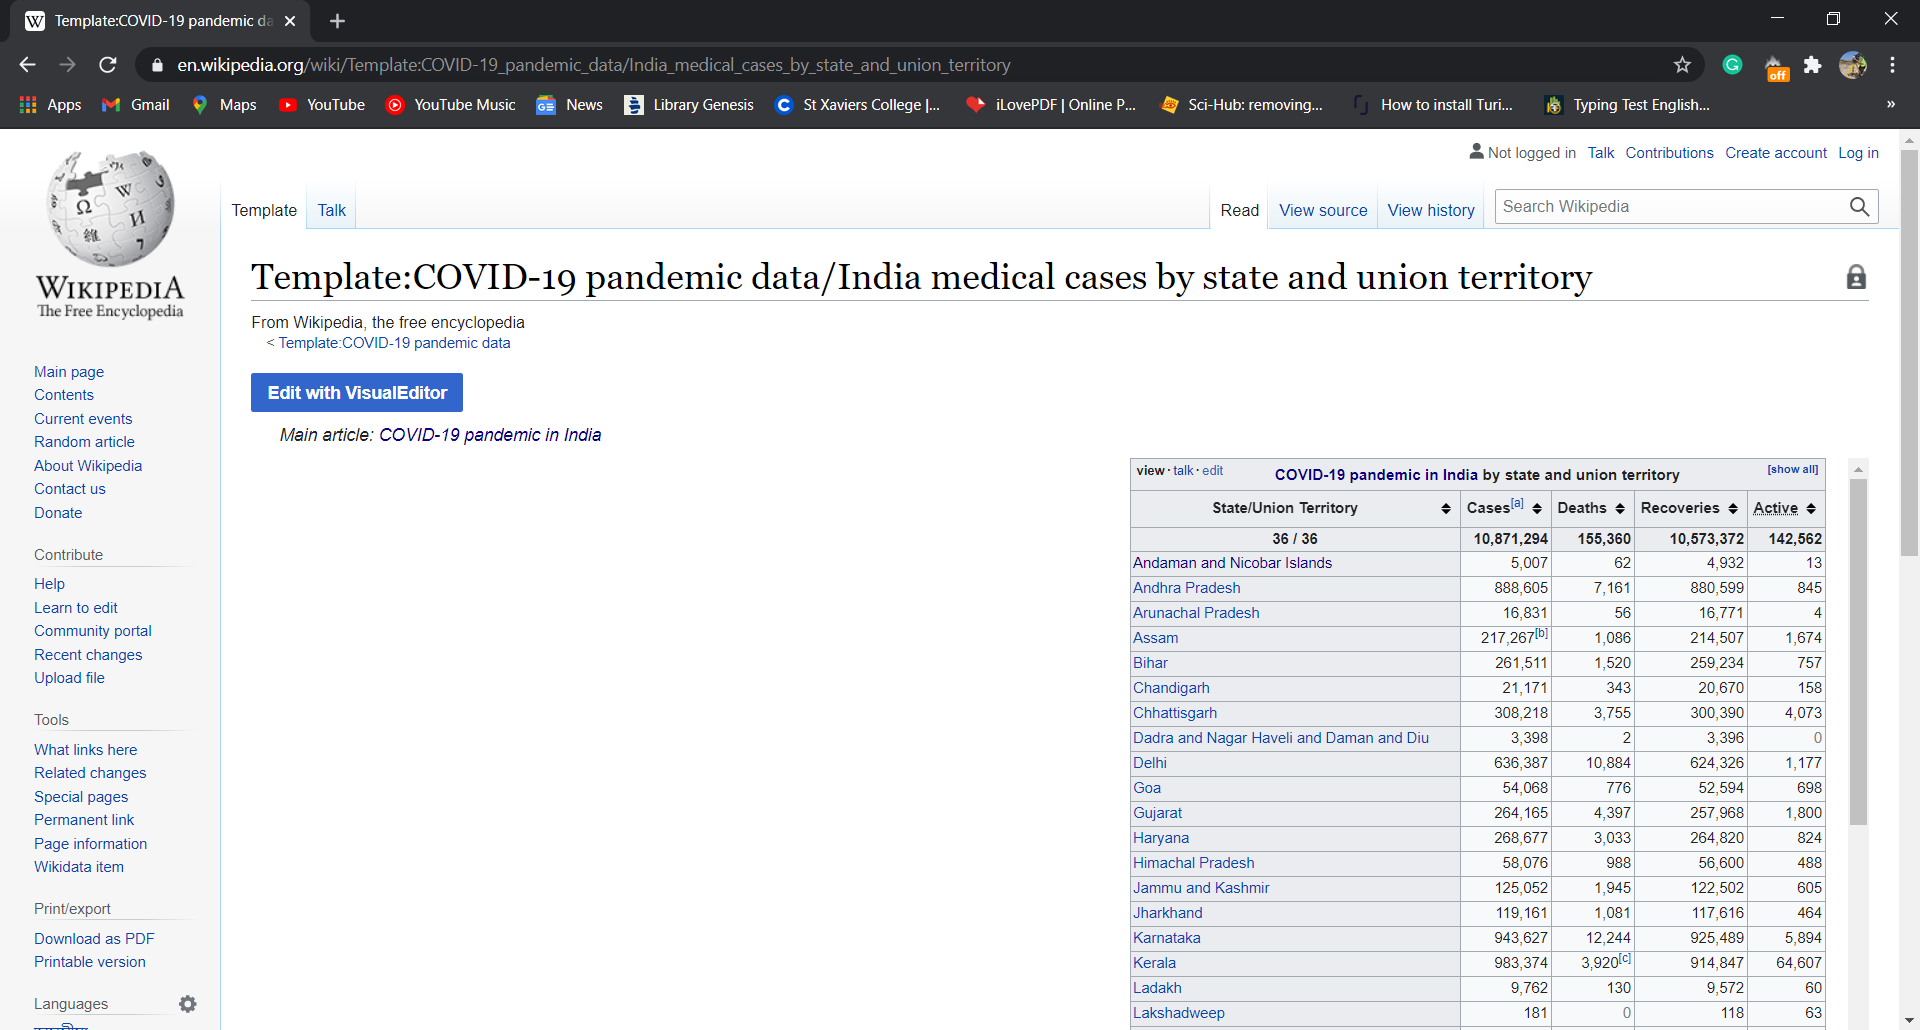 Template:COVID-19 pandemic da
en.wikipedia.org/wiki/Template:COVID-19_pandemic_data/India_medical_cases_by_state_and_union_territory
off
Apps Gmail Maps YouTube YouTube Music News Library Genesis St Xaviers College |... iLovePDF | Online P... Sci-Hub: removing... How to install Turi... Typing Test English... »
Not logged in Talk Contributions Create account Log in
Template Talk Read View source View history Search Wikipedia
WIKIPEDIA
The Free Encyclopedia
Main page
Contents
Current events
Random article
About Wikipedia
Contact us
Donate
Contribute
Help
Learn to edit
Community portal
Recent changes
Upload file
Tools
What links here
Related changes
Special pages
Permanent link
Page information
Wikidata item
Print/export
Download as PDF
Printable version
Languages
Template:COVID-19 pandemic data/India medical cases by state and union territory
From Wikipedia, the free encyclopedia
< Template:COVID-19 pandemic data
Edit with VisualEditor
Main article: COVID-19 pandemic in India
view · talk · edit COVID-19 pandemic in India by state and union territory [show all]
State/Union Territory Cases[a] Deaths Recoveries Active
36 / 36 10,871,294 155,360 10,573,372 142,562
Andaman and Nicobar Islands 5,007 62 4,932 13
Andhra Pradesh 888,605 7,161 880,599 845
Arunachal Pradesh 16,831 56 16,771 4
Assam 217,267[b] 1,086 214,507 1,674
Bihar 261,511 1,520 259,234 757
Chandigarh 21,171 343 20,670 158
Chhattisgarh 308,218 3,755 300,390 4,073
Dadra and Nagar Haveli and Daman and Diu 3,398 2 3,396 0
Delhi 636,387 10,884 624,326 1,177
Goa 54,068 776 52,594 698
Gujarat 264,165 4,397 257,968 1,800
Haryana 268,677 3,033 264,820 824
Himachal Pradesh 58,076 988 56,600 488
Jammu and Kashmir 125,052 1,945 122,502 605
Jharkhand 119,161 1,081 117,616 464
Karnataka 943,627 12,244 925,489 5,894
Kerala 983,374 3,920[c] 914,847 64,607
Ladakh 9,762 130 9,572 60
Lakshadweep 181 0 118 63